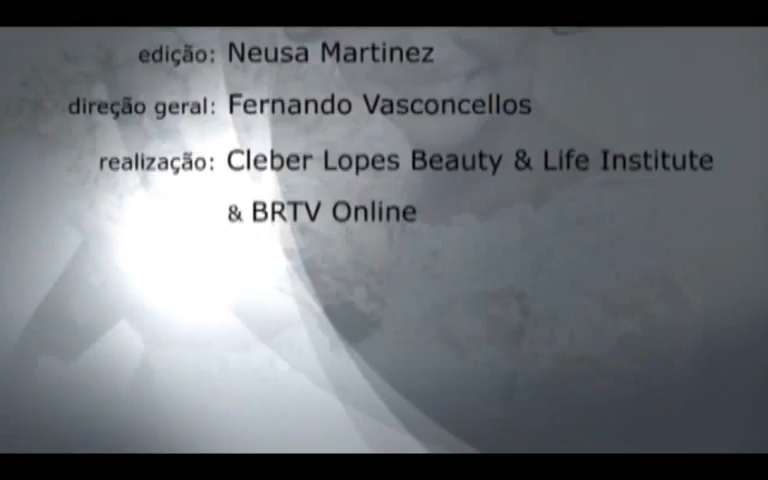 edição: Neusa Martinez
direção geral: Fernando Vasconcellos
realização: Cleber Lopes Beauty & Life Institute
& BRTV Online